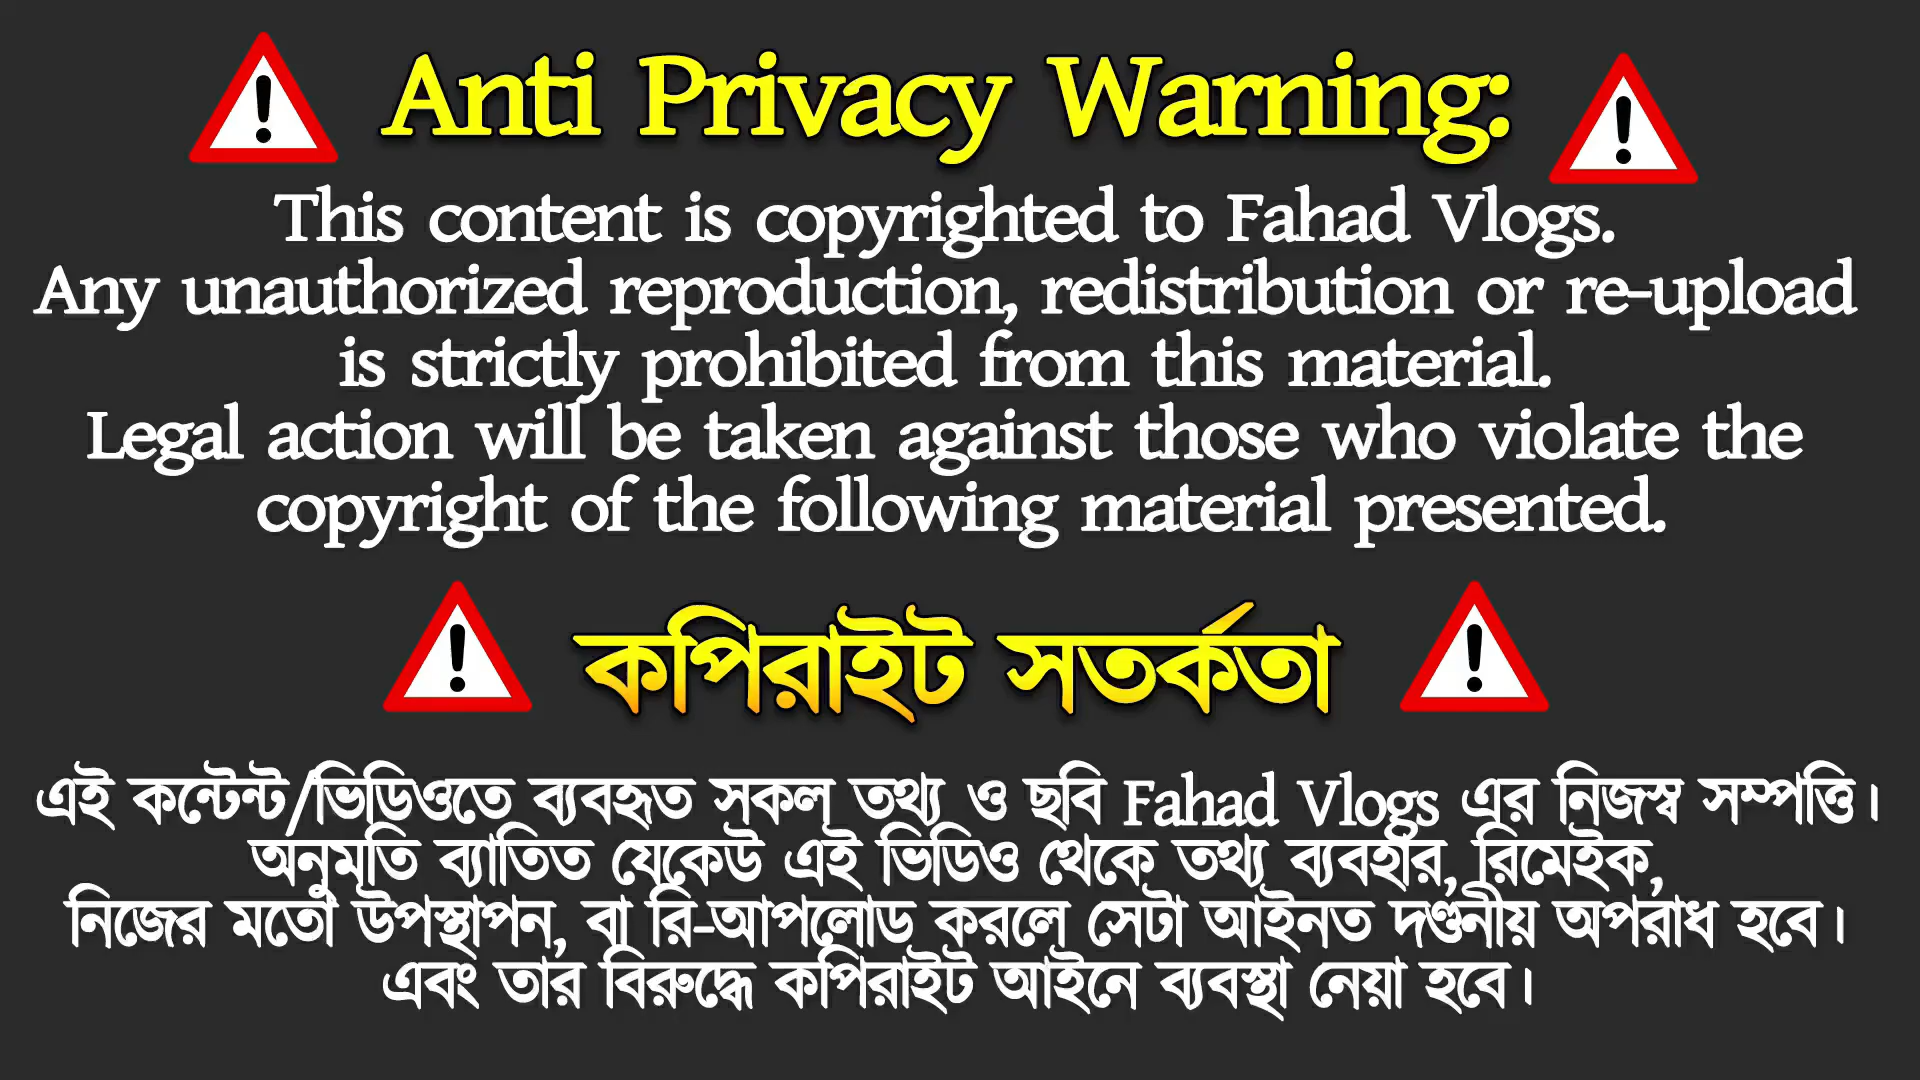 Anti Privacy Warning:
This content is copyrighted to Fahad Vlogs.
Any unauthorized reproduction, redistribution or re-upload
is strictly prohibited from this material.
Legal action will be taken against those who violate the
copyright of the following material presented.
কপিরাইট সতর্কতা
এই কন্টেন্ট/ভিডিওতে ব্যবহৃত সকল তথ্য ও ছবি Fahad Vlogs এর নিজস্ব সম্পত্তি।
অনুমতি ব্যাতিত যেকেউ এই ভিডিও থেকে তথ্য ব্যবহার, রিমেইক,
নিজের মতো উপস্থাপন, বা রি-আপলোড করলে সেটা আইনত দণ্ডনীয় অপরাধ হবে।
এবং তার বিরুদ্ধে কপিরাইট আইনে ব্যবস্থা নেয়া হবে।